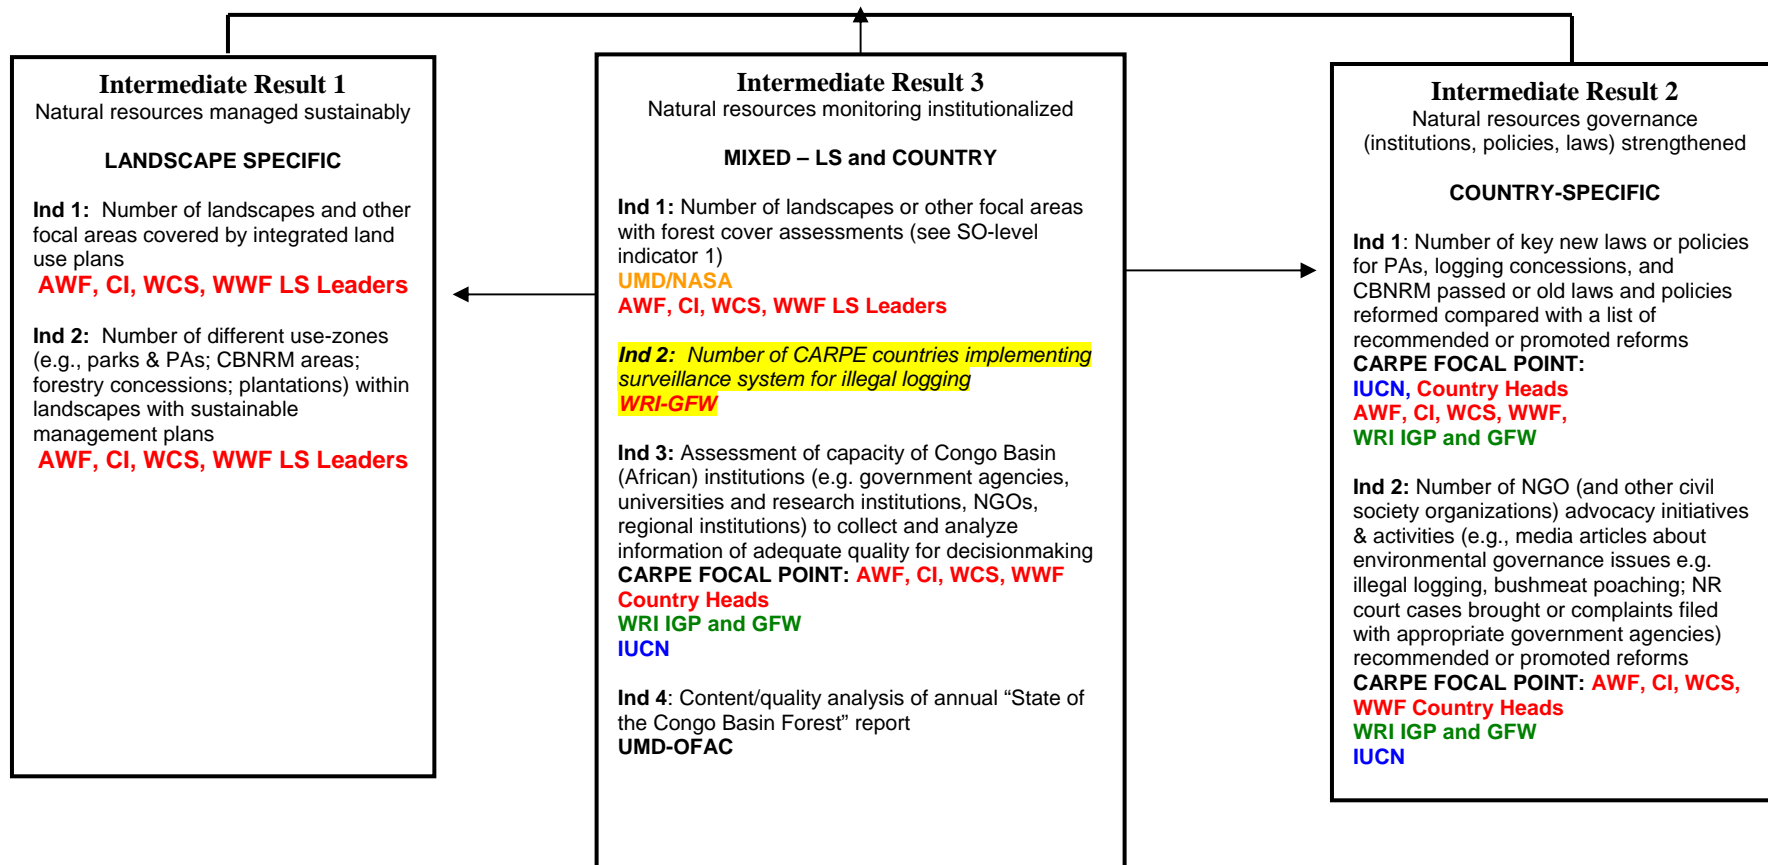 Intermediate Result 1
Natural resources managed sustainably
LANDSCAPE SPECIFIC
Ind 1:  Number of landscapes and other
focal areas covered by integrated land
use plans
AWF, CI, WCS, WWF LS Leaders
Ind 2:  Number of different use-zones
(e.g., parks & PAs; CBNRM areas;
forestry concessions; plantations) within
landscapes with sustainable
management plans
AWF, CI, WCS, WWF LS Leaders
Intermediate Result 3
Natural resources monitoring institutionalized
MIXED – LS and COUNTRY
Ind 1: Number of landscapes or other focal areas
with forest cover assessments (see SO-level
indicator 1)
UMD/NASA
AWF, CI, WCS, WWF LS Leaders
Ind 2:  Number of CARPE countries implementing
surveillance system for illegal logging
WRI-GFW
Ind 3: Assessment of capacity of Congo Basin
(African) institutions (e.g. government agencies,
universities and research institutions, NGOs,
regional institutions) to collect and analyze
information of adequate quality for decisionmaking
CARPE FOCAL POINT: AWF, CI, WCS, WWF
Country Heads
WRI IGP and GFW
IUCN
Ind 4: Content/quality analysis of annual “State of
the Congo Basin Forest” report
UMD-OFAC
Intermediate Result 2
Natural resources governance
(institutions, policies, laws) strengthened
COUNTRY-SPECIFIC
Ind 1: Number of key new laws or policies
for PAs, logging concessions, and
CBNRM passed or old laws and policies
reformed compared with a list of
recommended or promoted reforms
CARPE FOCAL POINT:
IUCN, Country Heads
AWF, CI, WCS, WWF,
WRI IGP and GFW
Ind 2: Number of NGO (and other civil
society organizations) advocacy initiatives
& activities (e.g., media articles about
environmental governance issues e.g.
illegal logging, bushmeat poaching; NR
court cases brought or complaints filed
with appropriate government agencies)
recommended or promoted reforms
CARPE FOCAL POINT: AWF, CI, WCS,
WWF Country Heads
WRI IGP and GFW
IUCN